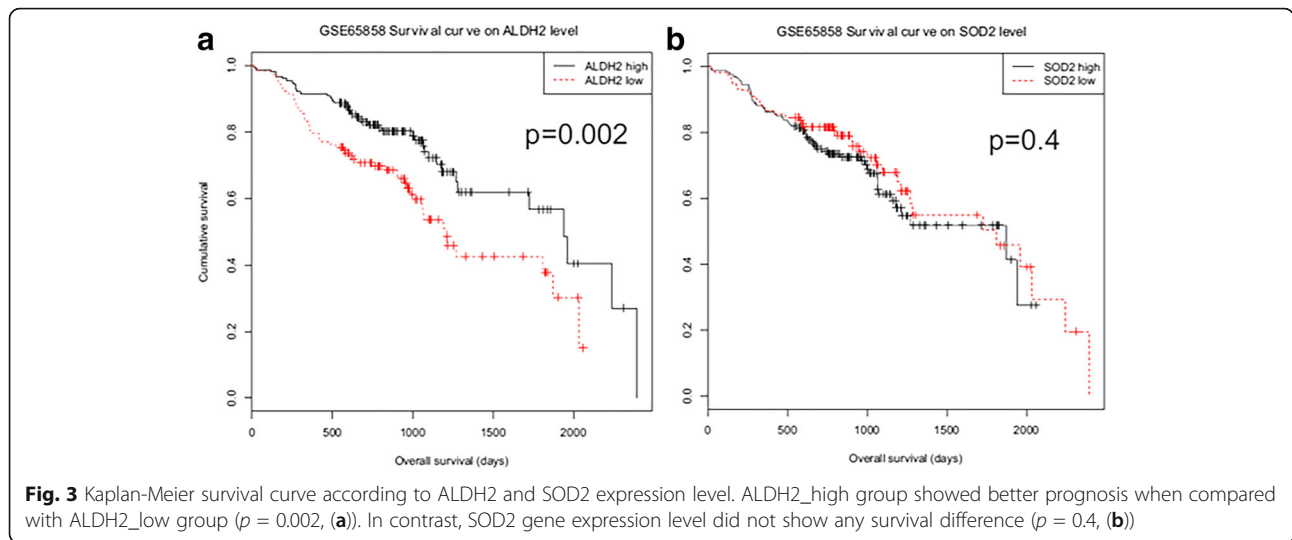 a
GSE65858 Survival curve on ALDH2 level
ALDH2 high
ALDH2 low
p=0.002
Cumulative survival
1.0
0.8
0.6
0.4
0.2
0.0
0 500 1000 1500 2000
Overall survival (days)
b
GSE65858 Survival curve on SOD2 level
SOD2 high
SOD2 low
p=0.4
1.0
0.8
0.6
0.4
0.2
0.0
0 500 1000 1500 2000
Overall survival (days)
Fig. 3 Kaplan-Meier survival curve according to ALDH2 and SOD2 expression level. ALDH2_high group showed better prognosis when compared
with ALDH2_low group (p = 0.002, (a)). In contrast, SOD2 gene expression level did not show any survival difference (p = 0.4, (b))